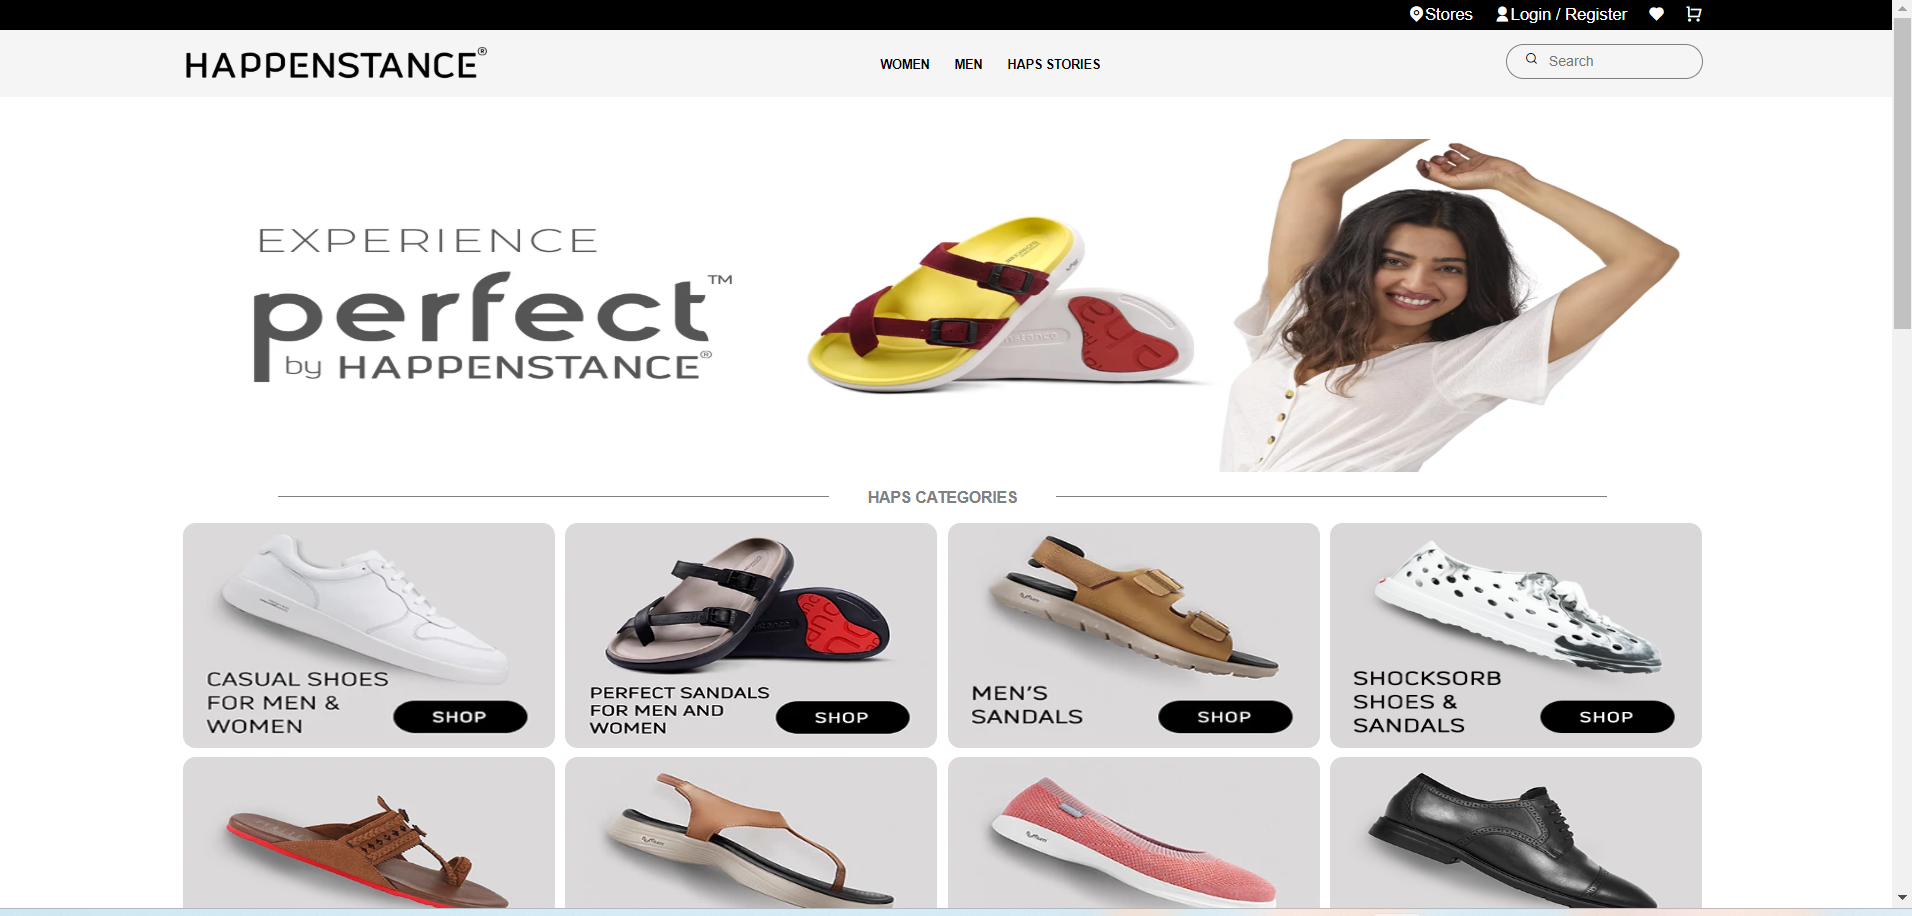 Stores Login / Register
HAPPENSTANCE®
WOMEN MEN HAPS STORIES
Search
EXPERIENCE
perfect™
by HAPPENSTANCE®
HAPS CATEGORIES
CASUAL SHOES
FOR MEN &
WOMEN
SHOP
PERFECT SANDALS
FOR MEN AND
WOMEN
SHOP
MEN'S
SANDALS
SHOP
SHOCKSORB
SHOES &
SANDALS
SHOP